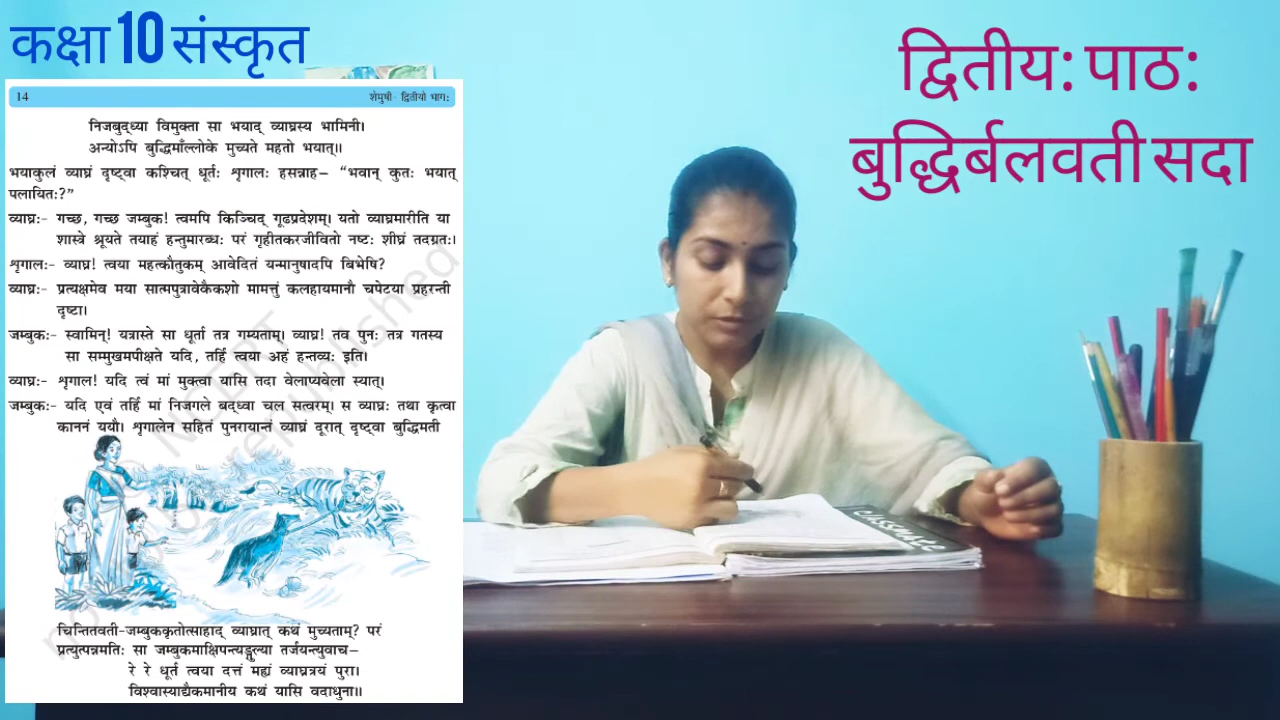 कक्षा 10 संस्कृत
द्वितीय: पाठ:
बुद्धिर्बलवती सदा
14 शेमुषी- द्वितीयो भागः
निजबुद्ध्या विमुक्ता सा भयाद् व्याघ्रस्य भामिनी।
अन्योऽपि बुद्धिमाँल्लोके मुच्यते महतो भयात्॥
भयाकुलं व्याघ्रं दृष्ट्वा कश्चित् धूर्तः शृगालः हसन्नाह– “भवान् कुतः भयात्
पलायितः?”
व्याघ्रः- गच्छ, गच्छ जम्बुक! त्वमपि किञ्चिद् गूढप्रदेशम्। यतो व्याघ्रमारीति या
शास्त्रे श्रूयते तयाहं हन्तुमारब्धः परं गृहीतकरजीवितो नष्टः शीघ्रं तदग्रतः।
शृगालः- व्याघ्र! त्वया महत्कौतुकम् आवेदितं यन्मानुषादपि बिभेषि?
व्याघ्रः- प्रत्यक्षमेव मया सात्मपुत्रावेकैकशो मामत्तुं कलहायमानौ चपेटया प्रहरन्ती
दृष्टा।
जम्बुकः- स्वामिन्! यत्रास्ते सा धूर्ता तत्र गम्यताम्। व्याघ्र! तव पुनः तत्र गतस्य
सा सम्मुखमपीक्षते यदि, तर्हि त्वया अहं हन्तव्यः इति।
व्याघ्रः- शृगाल! यदि त्वं मां मुक्त्वा यासि तदा वेलाप्यवेला स्यात्।
जम्बुकः- यदि एवं तर्हि मां निजगले बद्ध्वा चल सत्वरम्। स व्याघ्रः तथा कृत्वा
काननं ययौ। शृगालेन सहितं पुनरायान्तं व्याघ्रं दूरात् दृष्ट्वा बुद्धिमती
चिन्तितवती-जम्बुककृतोत्साहाद् व्याघ्रात् कथं मुच्यताम्? परं
प्रत्युत्पन्नमतिः सा जम्बुकमाक्षिपन्त्यङ्गुल्या तर्जयन्त्युवाच–
रे रे धूर्त त्वया दत्तं मह्यं व्याघ्रत्रयं पुरा।
विश्वास्याद्यैकमानीय कथं यासि वदाधुना॥
classmate